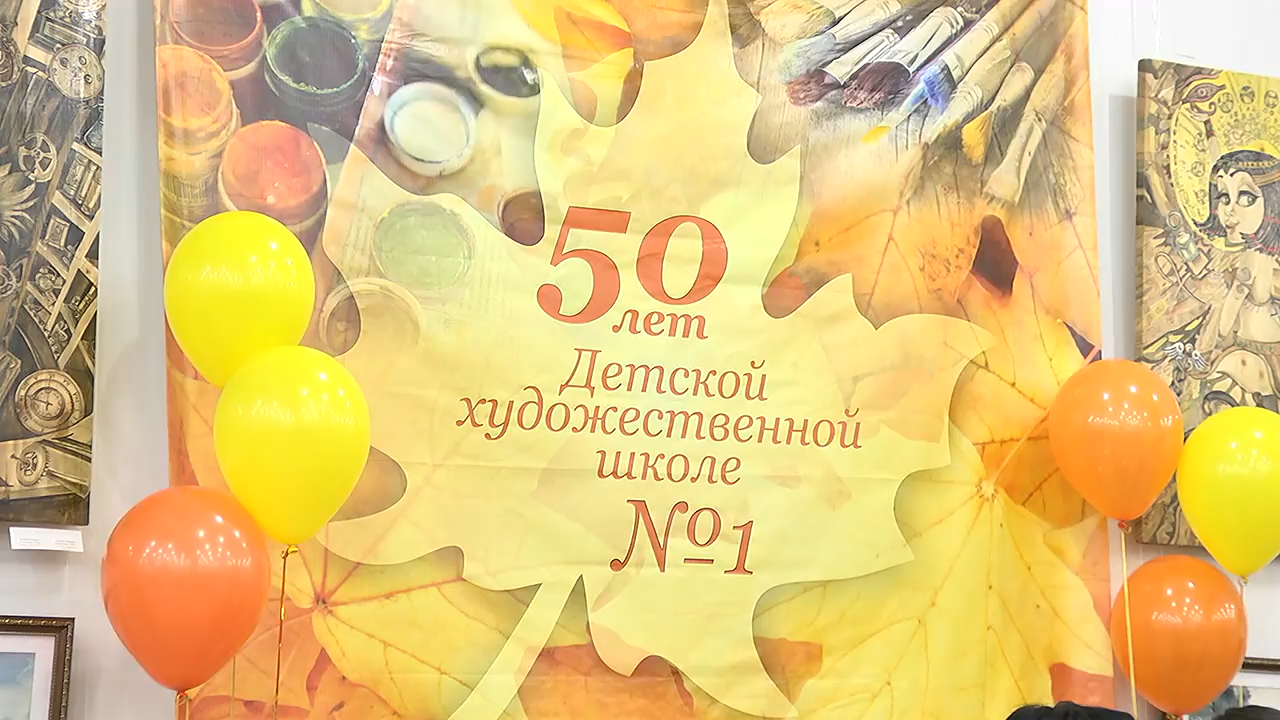 50
лет
Детской
художественной
школе
№1